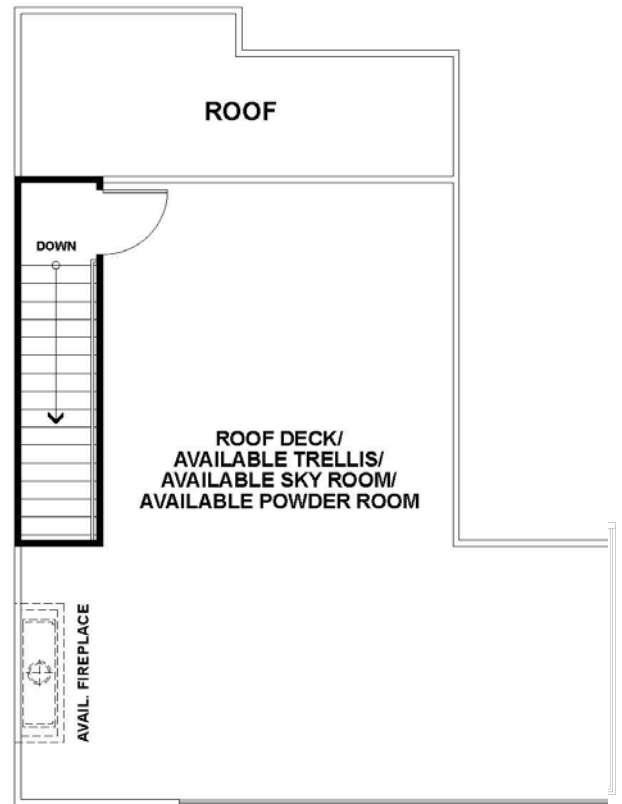 ROOF
DOWN
ROOF DECK/
AVAILABLE TRELLIS/
AVAILABLE SKY ROOM/
AVAILABLE POWDER ROOM
AVAIL. FIREPLACE